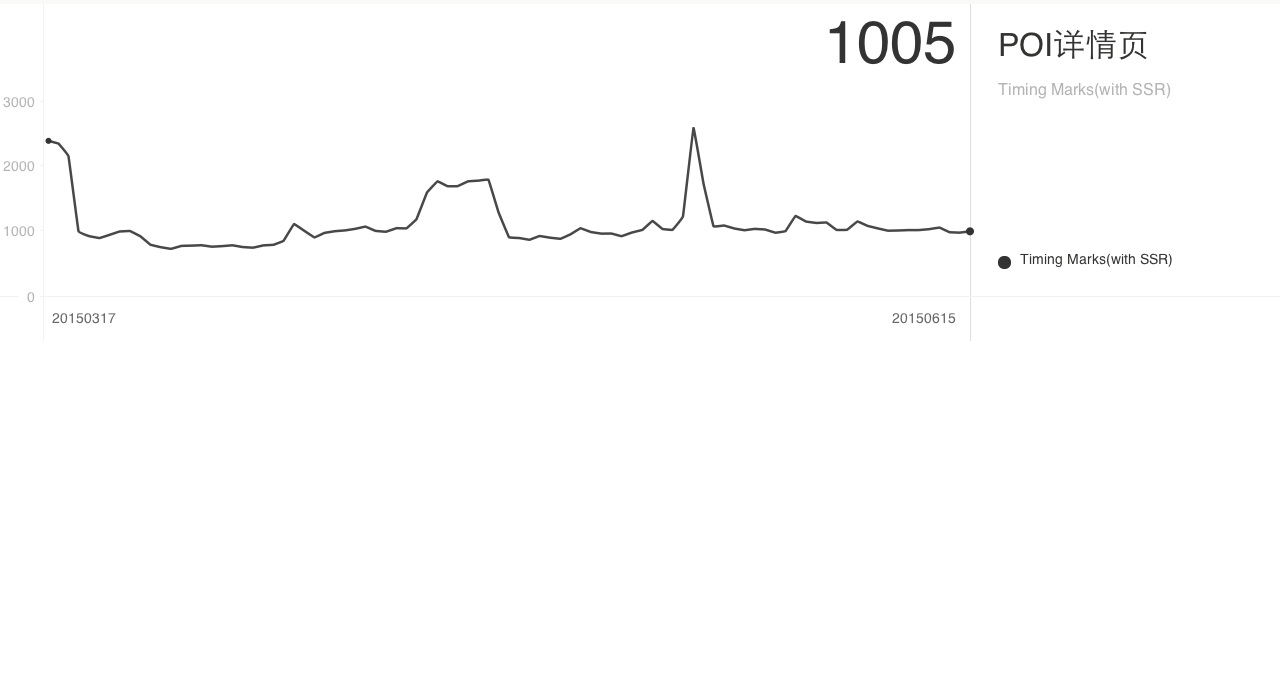 1005
POI详情页
Timing Marks(with SSR)
3000
2000
1000
0
Timing Marks(with SSR)
20150317
20150615